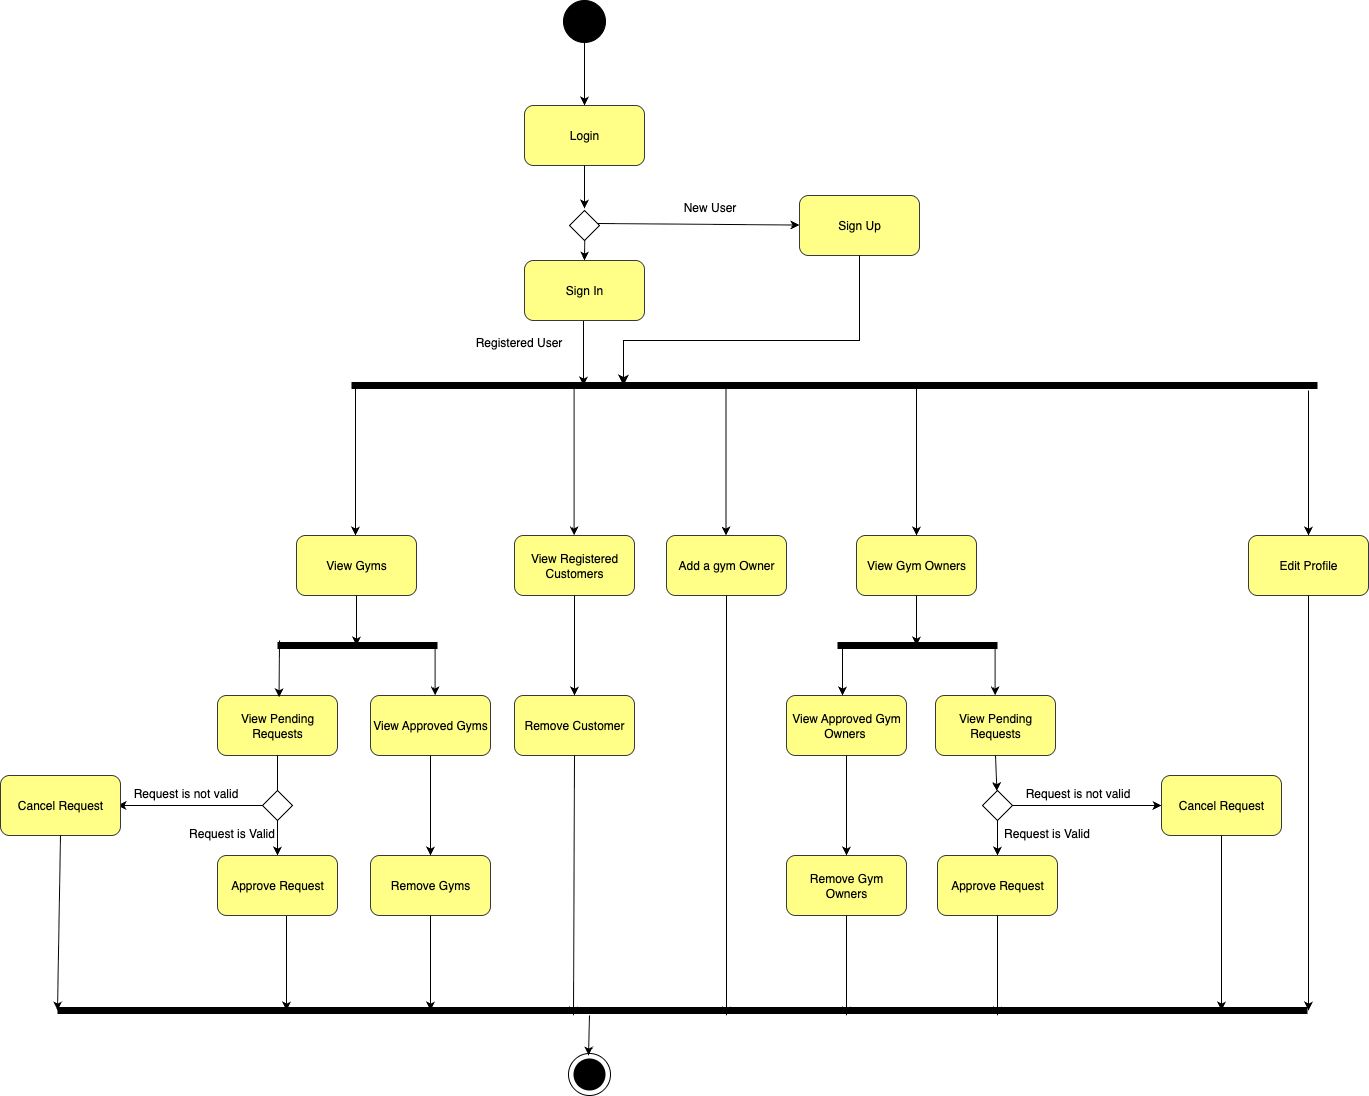 Login
New User
Sign Up
Sign In
Registered User
View Gyms
View Registered
Customers
Add a gym Owner
View Gym Owners
Edit Profile
View Pending
Requests
View Approved Gyms
Remove Customer
View Approved Gym
Owners
View Pending
Requests
Cancel Request
Request is not valid
Request is not valid
Cancel Request
Request is Valid
Request is Valid
Approve Request
Remove Gyms
Remove Gym
Owners
Approve Request